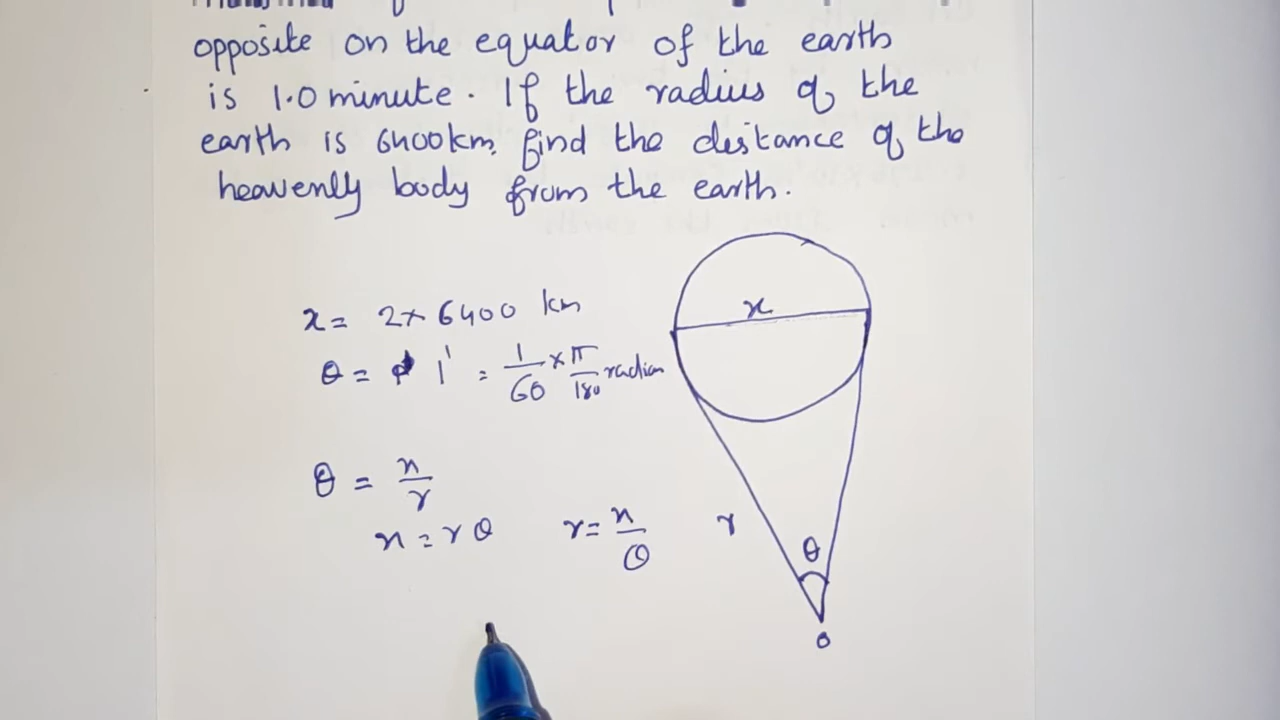 opposite on the equator of the earth
is 1.0 minute. If the radius of the
earth is 6400km, find the distance of the
heavenly body from the earth.
x = 2× 6400 km
θ = 1' = 1/60 × π/180 radian
θ = x/r
x = r θ
r = x/θ
x
r
θ
o